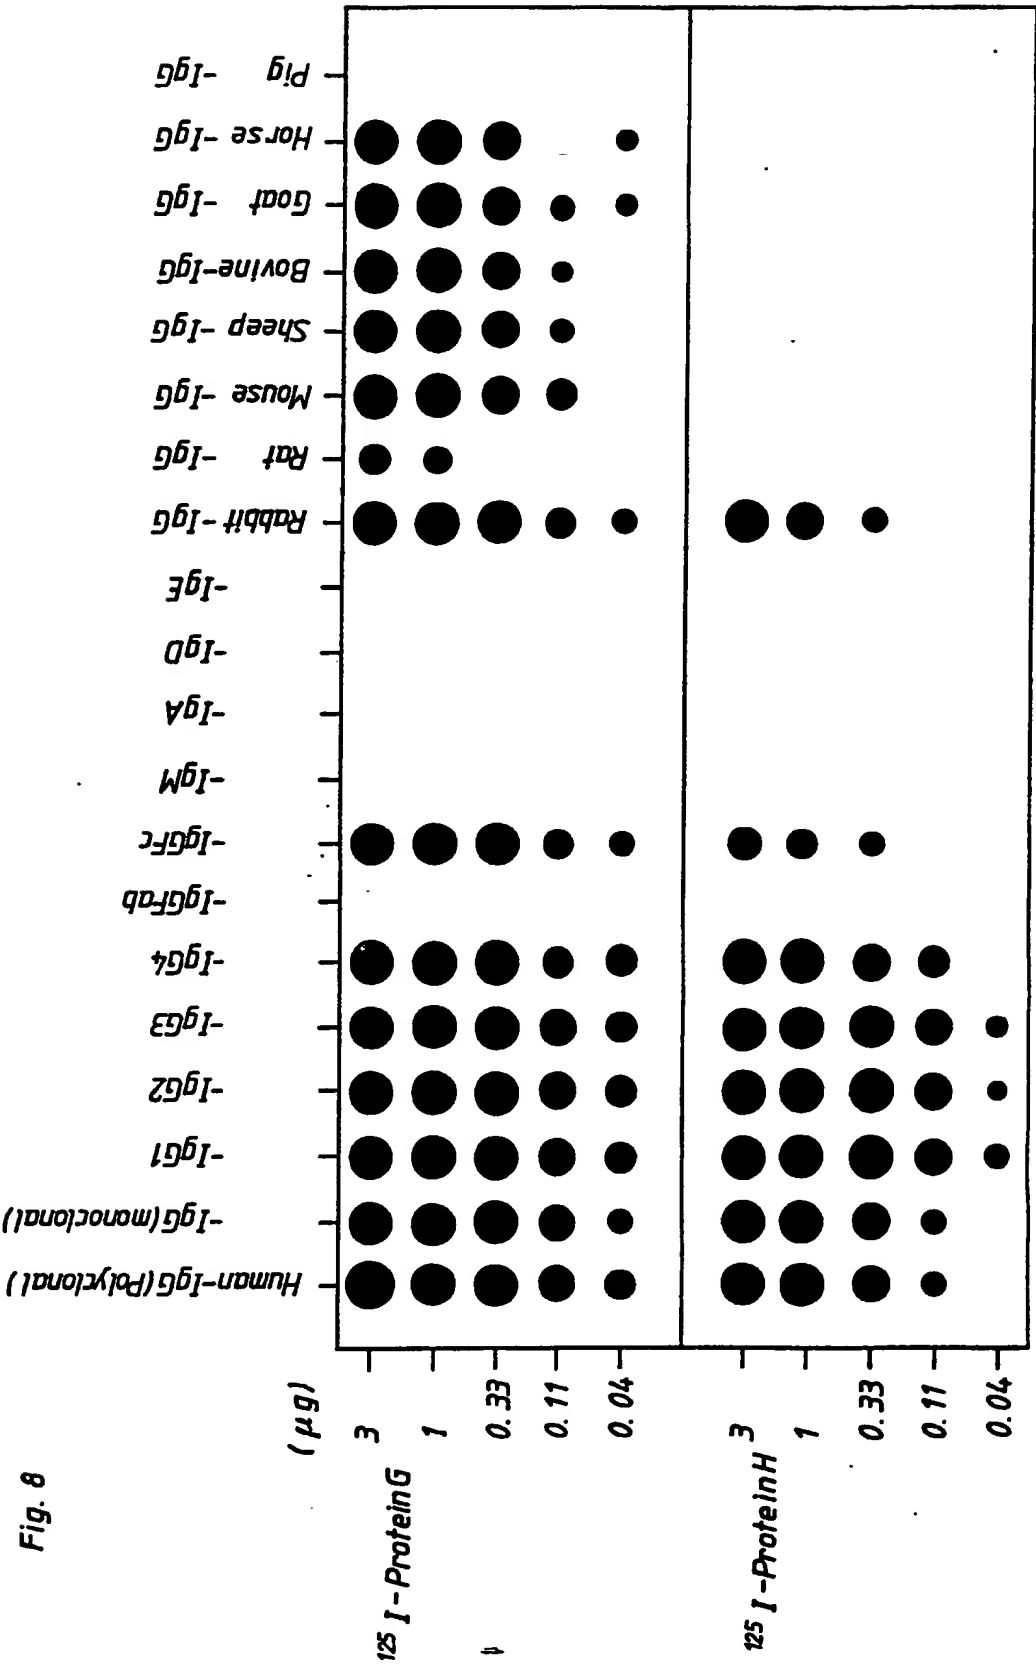 Fig. 8
Human-IgG(Polyclonal)
-IgG(monoclonal)
-IgG1
-IgG2
-IgG3
-IgG4
-IgGFab
-IgGFc
-IgM
-IgA
-IgD
-IgE
Rabbit-IgG
Rat -IgG
Mouse -IgG
Sheep-IgG
Bovine-IgG
Goat -IgG
Horse-IgG
Pig -IgG
(μg)
125 I-Protein G
3
1
0.33
0.11
0.04
125 I-Protein H
3
1
0.33
0.11
0.04